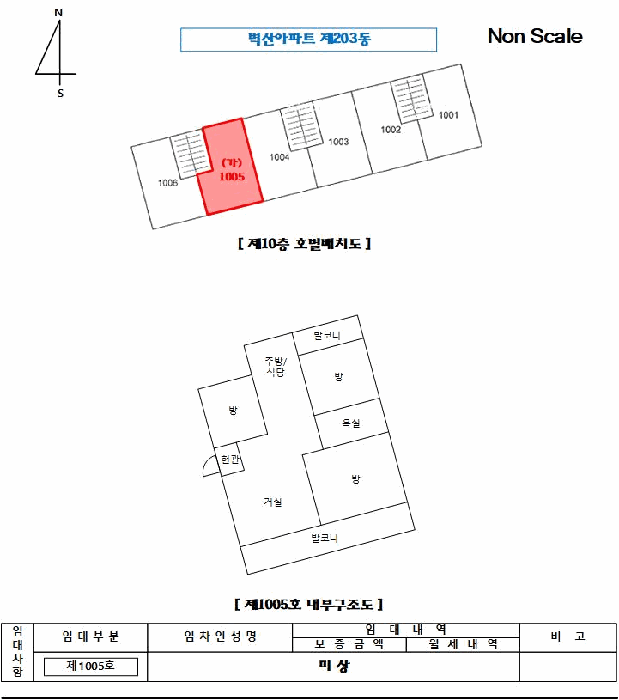 N
S
벽산아파트 제203동
Non Scale
1006
(가)
1005
1004
1003
1002
1001
[ 제10층 호별배치도 ]
발코니
주방/
식당
방
방
욕실
현관
방
거실
발코니
[ 제1005호 내부구조도 ]
임대사항
임대부분
임차인성명
임 대 내 역
비 고
보 증 금 액
월 세 내 역
제1005호
미 상